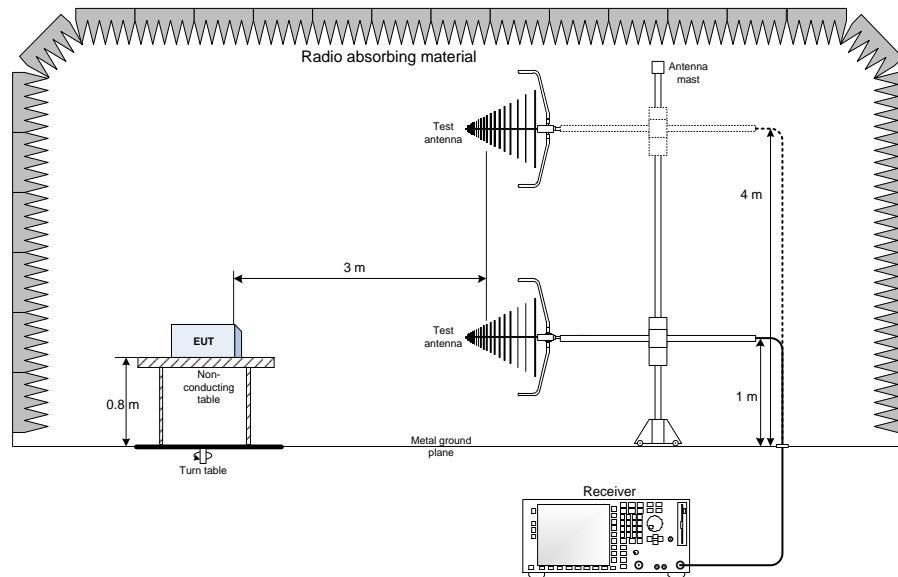 Radio absorbing material
Antenna
mast
Test
antenna
4 m
3 m
Test
antenna
EUT
Non-
conducting
table
0.8 m
1 m
Metal ground
plane
Turn table
Receiver